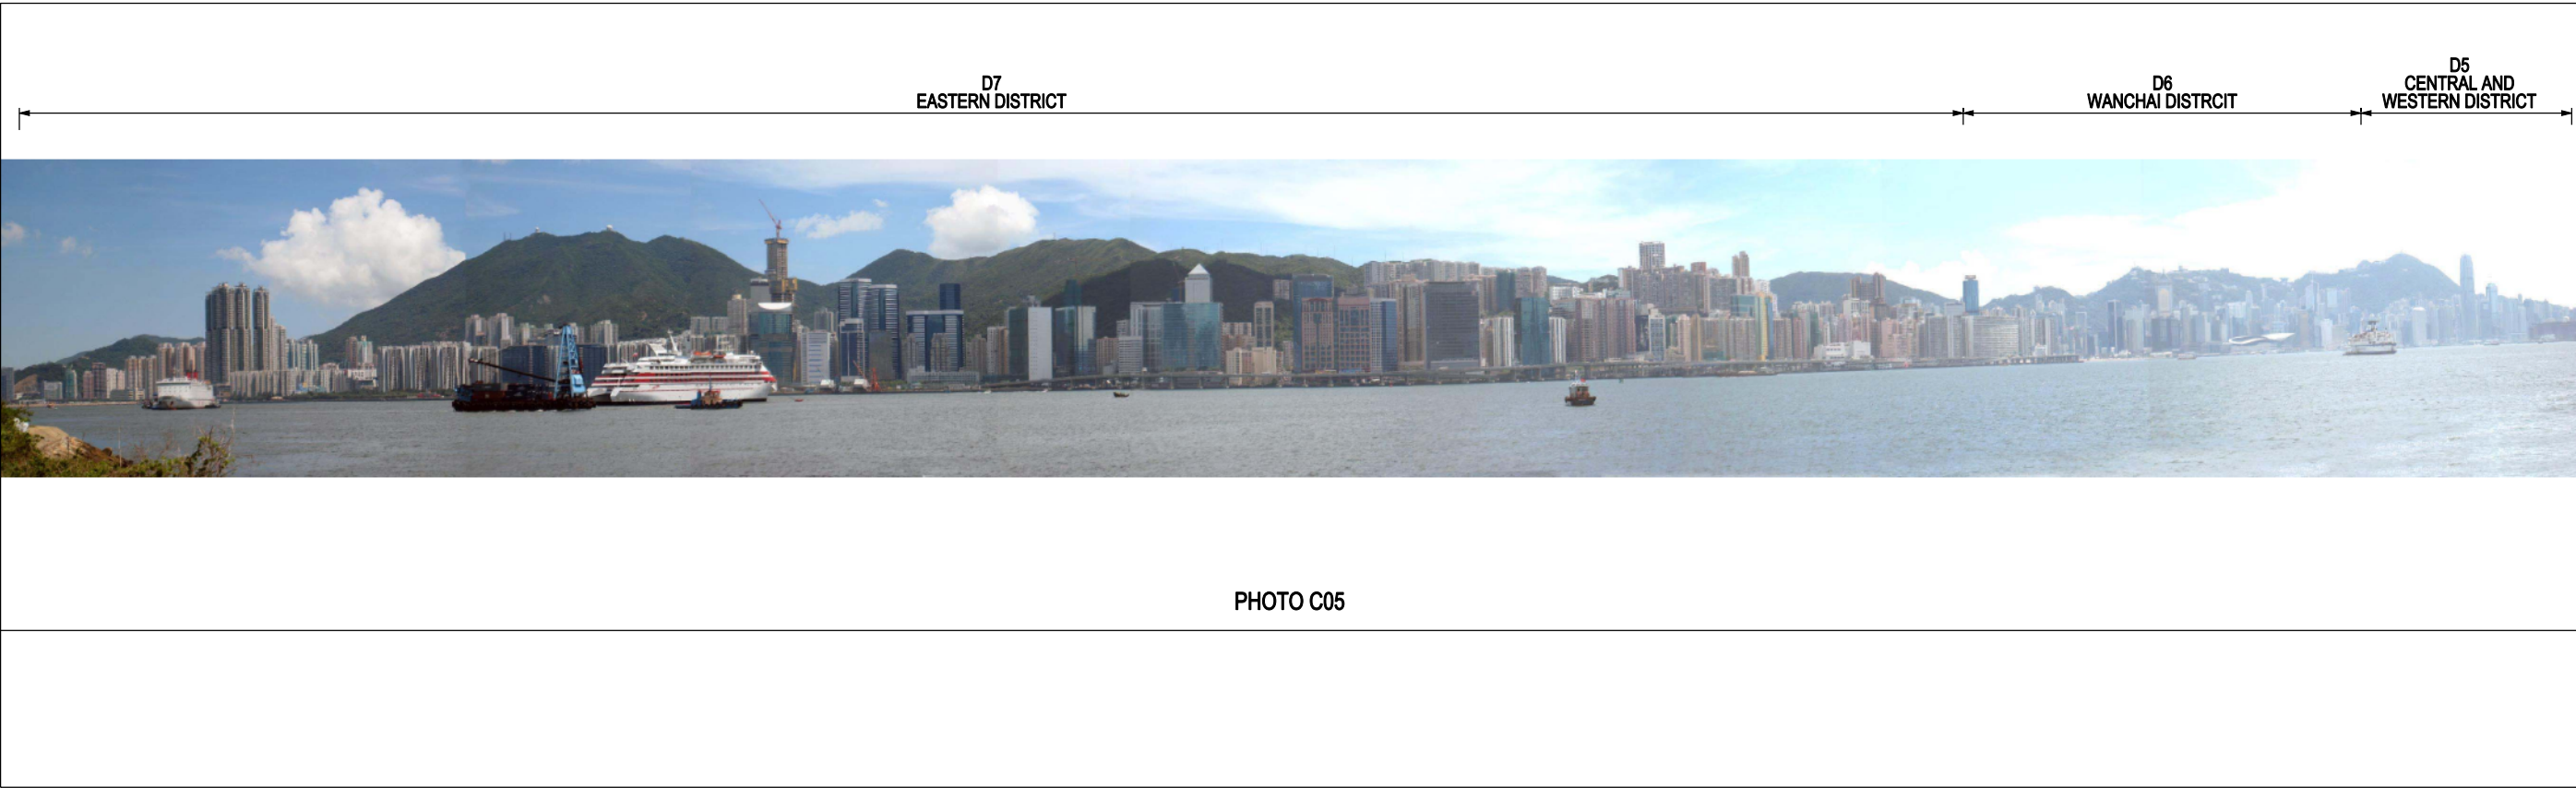 D7
EASTERN DISTRICT
D6
WANCHAI DISTRCIT
D5
CENTRAL AND
WESTERN DISTRICT
PHOTO C05